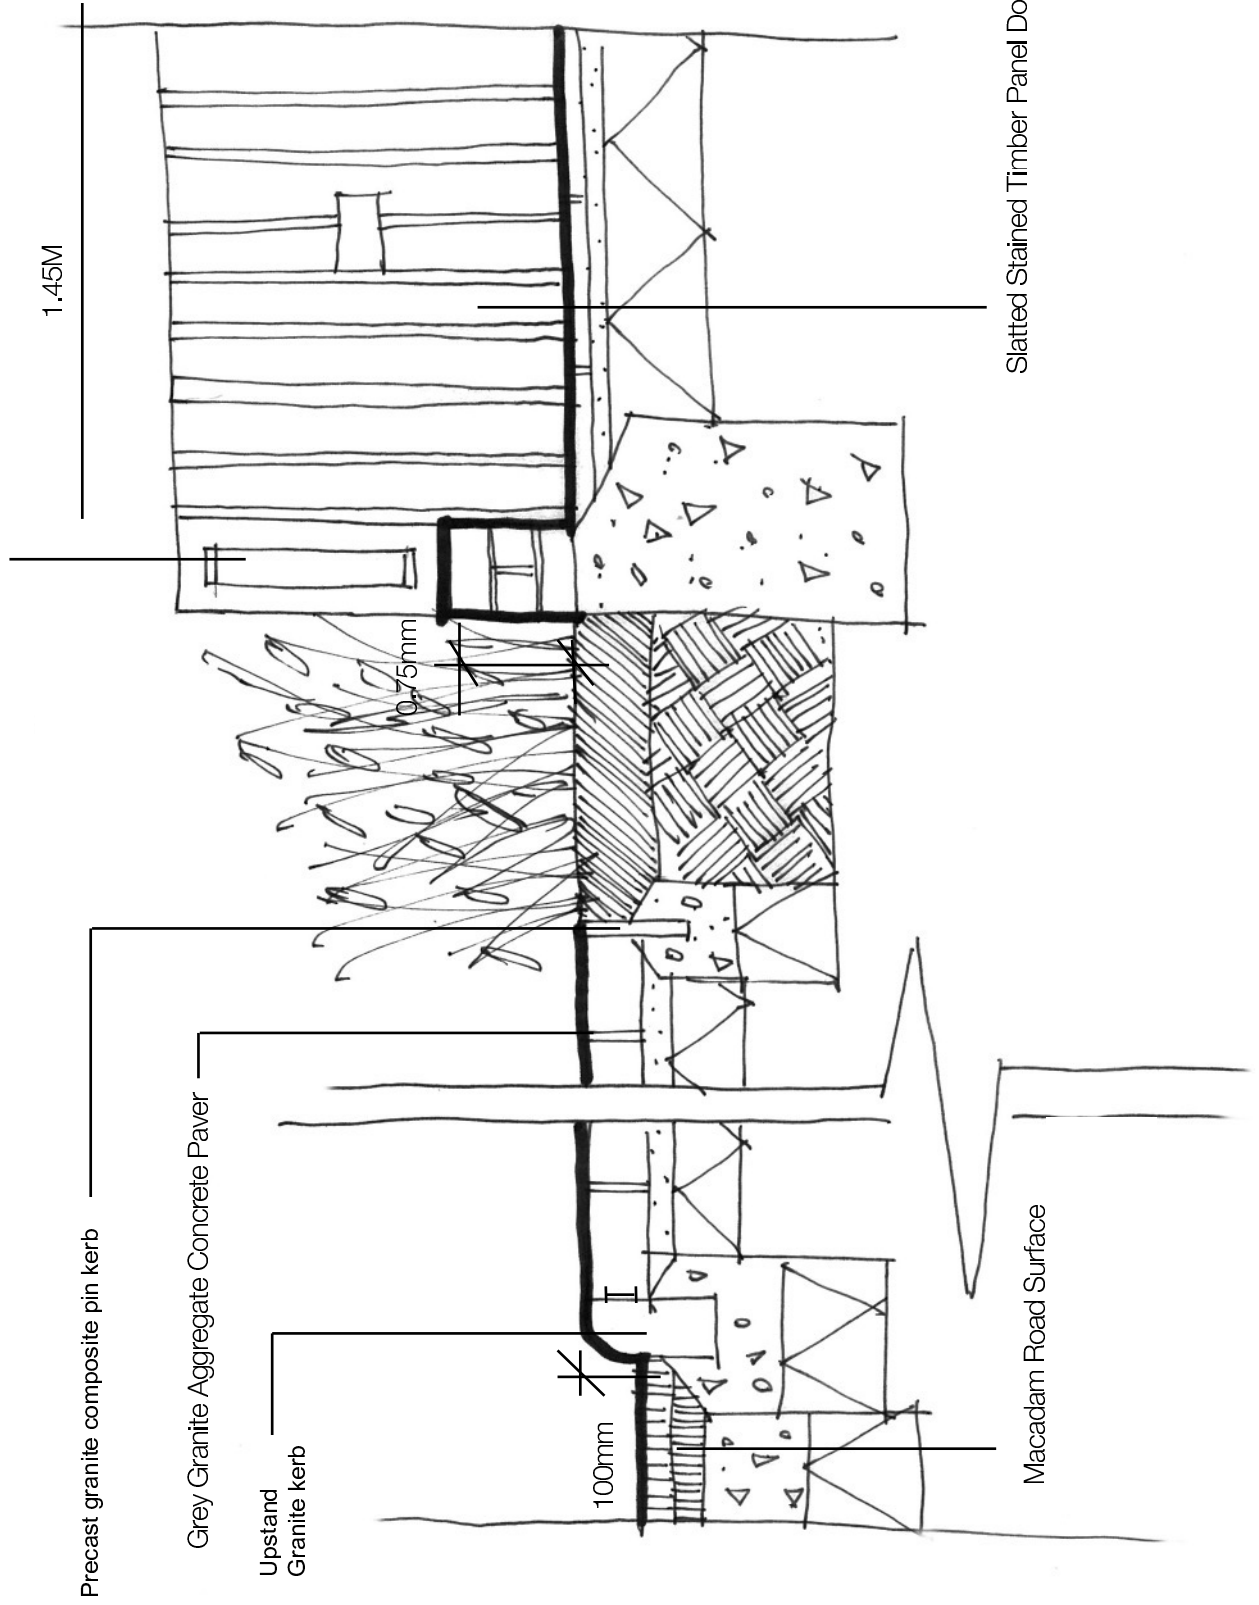 Precast granite composite pin kerb
Grey Granite Aggregate Concrete Paver
Upstand
Granite kerb
100mm
0.75mm
1.45M
Macadam Road Surface
Slatted Stained Timber Panel Do